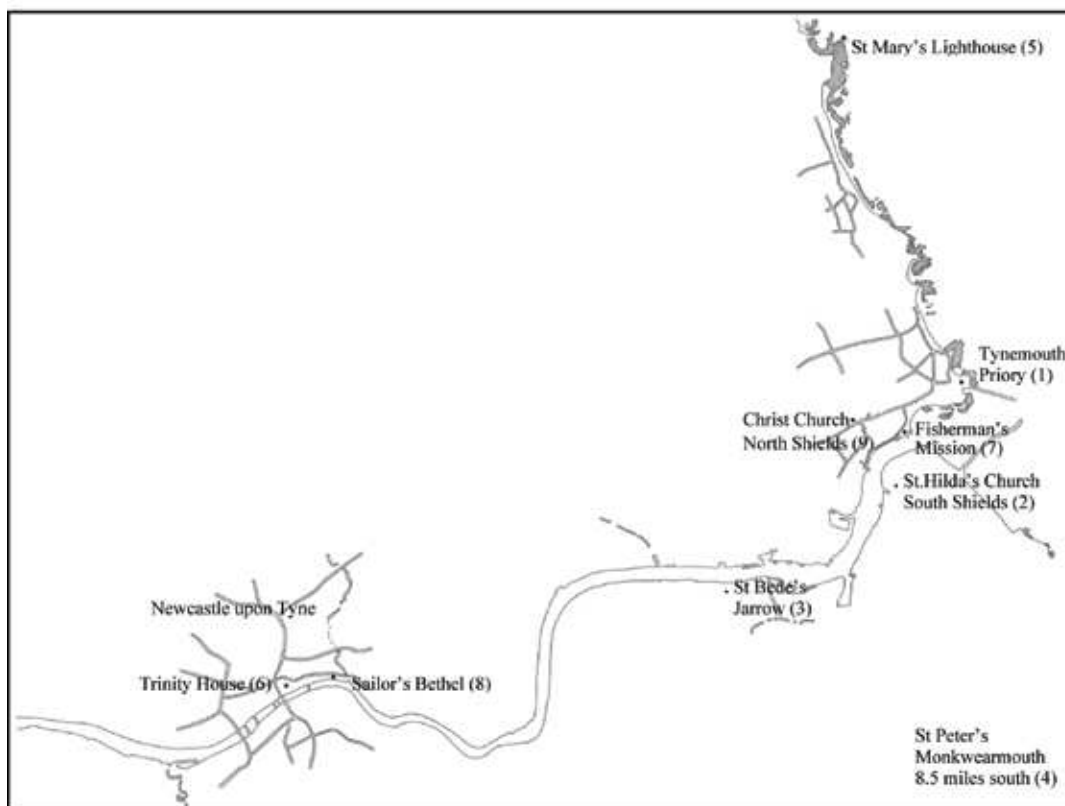 St Mary's Lighthouse (5)
Tynemouth
Priory (1)
Christ Church
North Shields (9)
Fisherman's
Mission (7)
St.Hilda's Church
South Shields (2)
St Bede's
Jarrow (3)
Newcastle upon Tyne
Trinity House (6)
Sailor's Bethel (8)
St Peter's
Monkwearmouth
8.5 miles south (4)